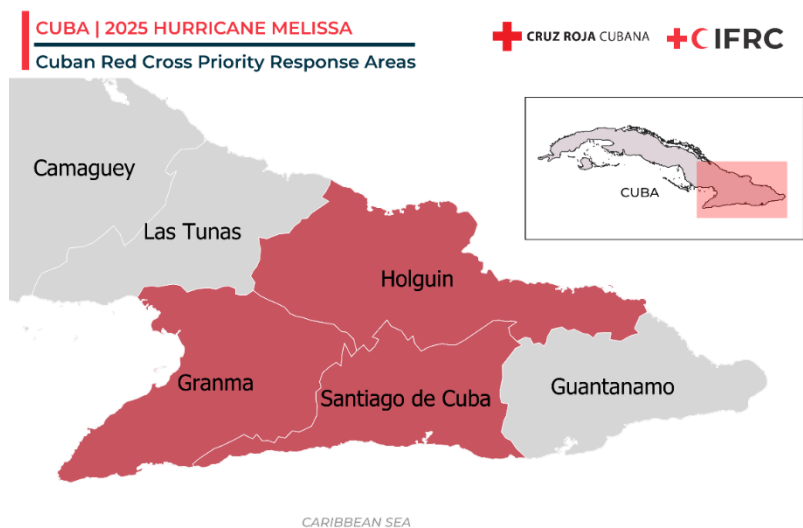 CUBA | 2025 HURRICANE MELISSA
Cuban Red Cross Priority Response Areas
CRUZ ROJA CUBANA
IFRC
Camaguey
Las Tunas
CUBA
Holguin
Granma
Santiago de Cuba
Guantanamo
CARIBBEAN SEA